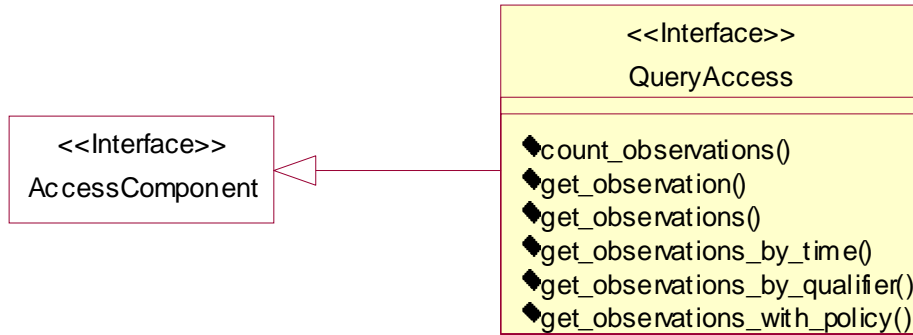 <<Interface>>
AccessComponent
<<Interface>>
QueryAccess
count_observations()
get_observation()
get_observations()
get_observations_by_time()
get_observations_by_qualifier()
get_observations_with_policy()